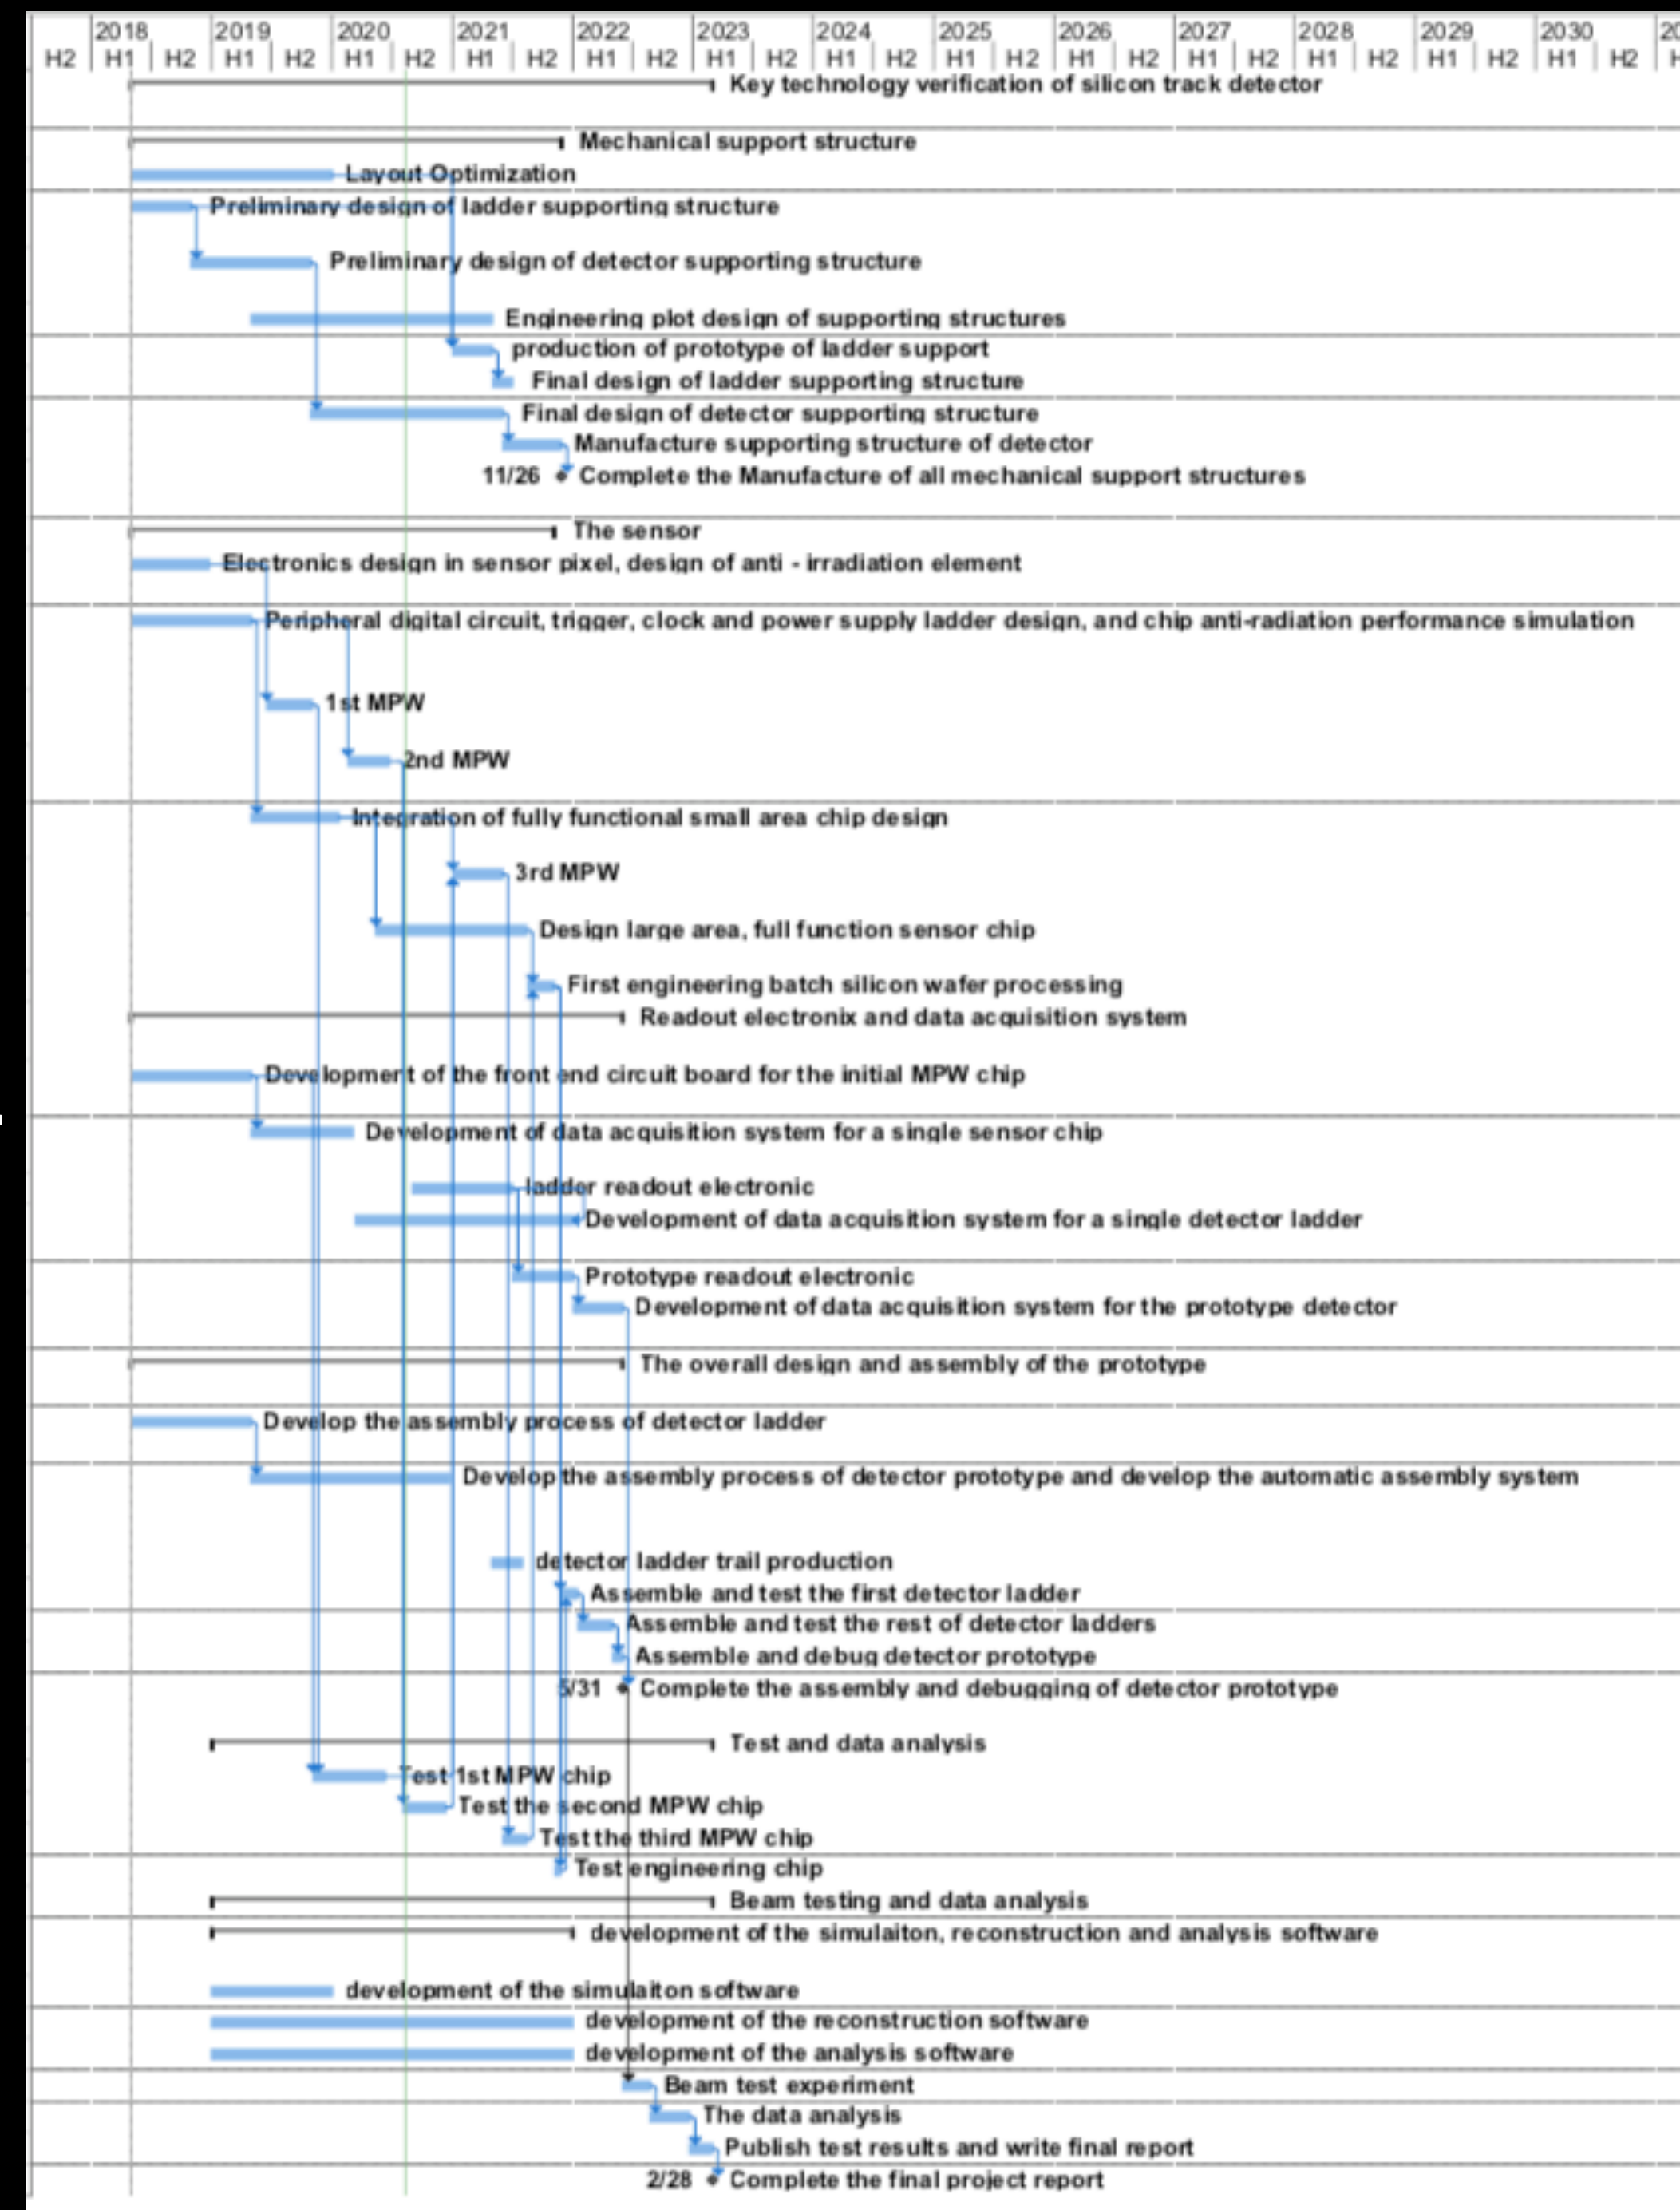 2018 2019 2020 2021 2022 2023 2024 2025 2026 2027 2028 2029 2030
H2 H1 H2 H1 H2 H1 H2 H1 H2 H1 H2 H1 H2 H1 H2 H1 H2 H1 H2 H1 H2 H1 H2 H1 H2 H1 H2
Key technology verification of silicon track detector
Mechanical support structure
Layout Optimization
Preliminary design of ladder supporting structure
Preliminary design of detector supporting structure
Engineering plot design of supporting structures
production of prototype of ladder support
Final design of ladder supporting structure
Final design of detector supporting structure
Manufacture supporting structure of detector
11/26 Complete the Manufacture of all mechanical support structures
The sensor
Electronics design in sensor pixel, design of anti - irradiation element
Peripheral digital circuit, trigger, clock and power supply ladder design, and chip anti-radiation performance simulation
1st MPW
2nd MPW
Integration of fully functional small area chip design
3rd MPW
Design large area, full function sensor chip
First engineering batch silicon wafer processing
Readout electronix and data acquisition system
Development of the front end circuit board for the initial MPW chip
Development of data acquisition system for a single sensor chip
ladder readout electronic
Development of data acquisition system for a single detector ladder
Prototype readout electronic
Development of data acquisition system for the prototype detector
The overall design and assembly of the prototype
Develop the assembly process of detector ladder
Develop the assembly process of detector prototype and develop the automatic assembly system
detector ladder trail production
Assemble and test the first detector ladder
Assemble and test the rest of detector ladders
Assemble and debug detector prototype
5/31 Complete the assembly and debugging of detector prototype
Test and data analysis
Test 1st MPW chip
Test the second MPW chip
Test the third MPW chip
Test engineering chip
Beam testing and data analysis
development of the simulaiton, reconstruction and analysis software
development of the simulaiton software
development of the reconstruction software
development of the analysis software
Beam test experiment
The data analysis
Publish test results and write final report
2/28 Complete the final project report